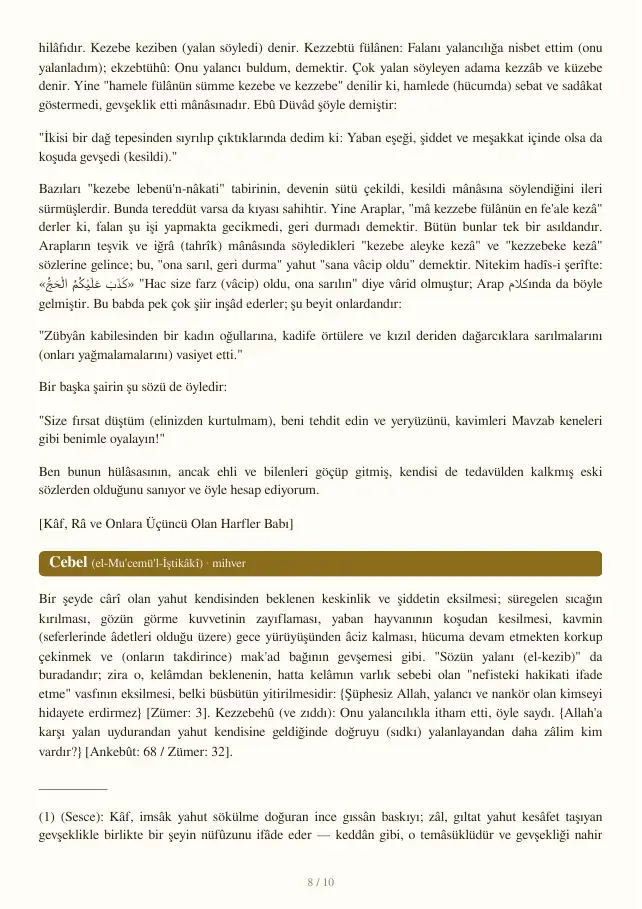 hilâfıdır. Kezebe keziben (yalan söyledi) denir. Kezzebtü fülânen: Falanı yalancılığa nisbet ettim (onu
yalanladım); ekzebtühû: Onu yalancı buldum, demektir. Çok yalan söyleyen adama kezzâb ve küzebe
denir. Yine "hamele fülânün sümme kezebe ve kezzebe" denilir ki, hamlede (hücumda) sebat ve sadâkat
göstermedi, gevşeklik etti mânâsınadır. Ebû Düvâd şöyle demiştir:
"İkisi bir dağ tepesinden sıyrılıp çıktıklarında dedim ki: Yaban eşeği, şiddet ve meşakkat içinde olsa da
koşuda gevşedi (kesildi)."
Bazıları "kezebe lebenü'n-nâkati" tabirinin, devenin sütü çekildi, kesildi mânâsına söylendiğini ileri
sürmüşlerdir. Bunda tereddüt varsa da kıyası sahihtir. Yine Araplar, "mâ kezzebe fülânün en fe'ale kezâ"
derler ki, falan şu işi yapmakta gecikmedi, geri durmadı demektir. Bütün bunlar tek bir asıldandır.
Arapların teşvik ve iğrâ (tahrîk) mânâsında söyledikleri "kezebe aleyke kezâ" ve "kezzebeke kezâ"
sözlerine gelince; bu, "ona sarıl, geri durma" yahut "sana vâcip oldu" demektir. Nitekim hadîs-i şerîfte:
«كَذَبَ عَلَيْكُمُ الْحَجُّ» "Hac size farz (vâcip) oldu, ona sarılın" diye vârid olmuştur; Arap كلامında da böyle
gelmiştir. Bu babda pek çok şiir inşâd ederler; şu beyit onlardandır:
"Zübyân kabilesinden bir kadın oğullarına, kadife örtülere ve kızıl deriden dağarcıklara sarılmalarını
(onları yağmalamalarını) vasiyet etti."
Bir başka şairin şu sözü de öyledir:
"Size fırsat düştüm (elinizden kurtulmam), beni tehdit edin ve yeryüzünü, kavimleri Mavzab keneleri
gibi benimle oyalayın!"
Ben bunun hülâsasının, ancak ehli ve bilenleri göçüp gitmiş, kendisi de tedavülden kalkmış eski
sözlerden olduğunu sanıyor ve öyle hesap ediyorum.
[Kâf, Râ ve Onlara Üçüncü Olan Harfler Babı]
Cebel (el-Mu'cemü'l-İştikâkî) · mihver
Bir şeyde cârî olan yahut kendisinden beklenen keskinlik ve şiddetin eksilmesi; süregelen sıcağın
kırılması, gözün görme kuvvetinin zayıflaması, yaban hayvanının koşudan kesilmesi, kavmin
(seferlerinde âdetleri olduğu üzere) gece yürüyüşünden âciz kalması, hücuma devam etmekten korkup
çekinmek ve (onların takdirince) mak'ad bağının gevşemesi gibi. "Sözün yalanı (el-kezib)" da
buradandır; zira o, kelâmdan beklenenin, hatta kelâmın varlık sebebi olan "nefisteki hakikati ifade
etme" vasfının eksilmesi, belki büsbütün yitirilmesidir: {Şüphesiz Allah, yalancı ve nankör olan kimseyi
hidayete erdirmez} [Zümer: 3]. Kezzebehû (ve zıddı): Onu yalancılıkla itham etti, öyle saydı. {Allah'a
karşı yalan uydurandan yahut kendisine geldiğinde doğruyu (sıdkı) yalanlayandan daha zâlim kim
vardır?} [Ankebût: 68 / Zümer: 32].
(1) (Sesce): Kâf, imsâk yahut sökülme doğuran ince gıssân baskıyı; zâl, gıltat yahut kesâfet taşıyan
gevşeklikle birlikte bir şeyin nüfûzunu ifâde eder — keddân gibi, o temâsüklüdür ve gevşekliği nahir
8 / 10